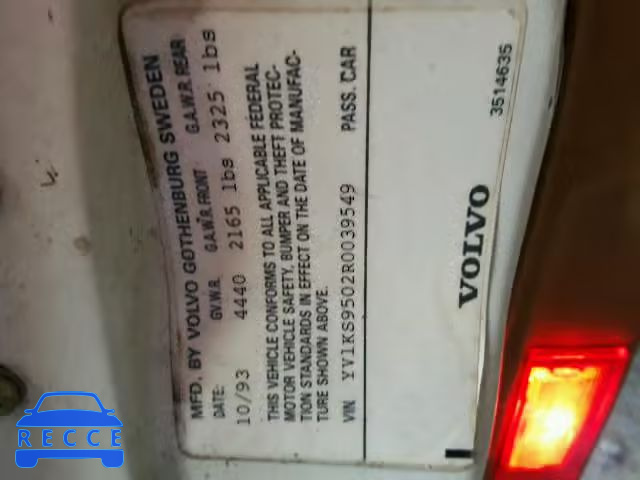 MFD. BY VOLVO GOTHENBURG SWEDEN
DATE: G.V.W.R. G.A.W.R. FRONT G.A.W.R. REAR
10/93 4440 2165 lbs 2325 lbs
THIS VEHICLE CONFORMS TO ALL APPLICABLE FEDERAL
MOTOR VEHICLE SAFETY, BUMPER AND THEFT PROTEC-
TION STANDARDS IN EFFECT ON THE DATE OF MANUFAC-
TURE SHOWN ABOVE.
VIN YV1KS9502R0039549 PASS. CAR
VOLVO
3514635
RECCE